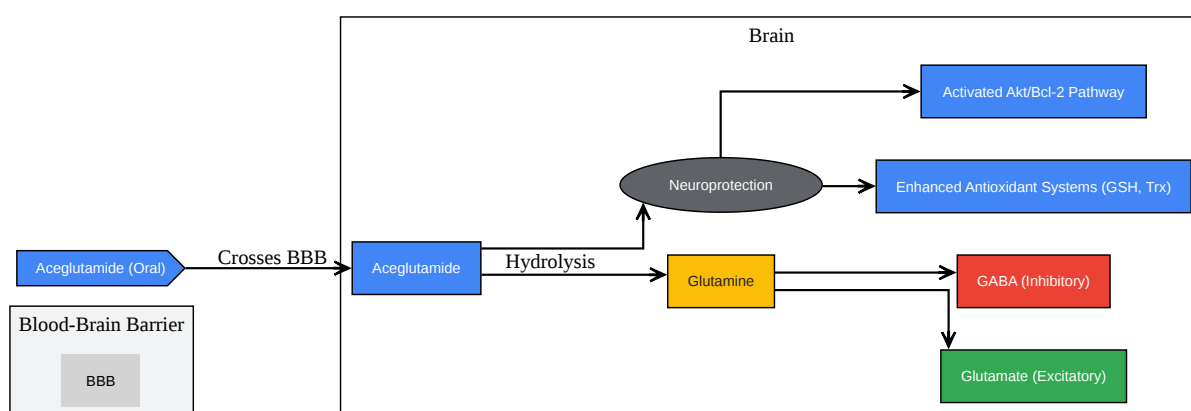 Brain
Activated Akt/Bcl-2 Pathway
Neuroprotection
Enhanced Antioxidant Systems (GSH, Trx)
Aceglutamide (Oral)
Crosses BBB
Aceglutamide
Hydrolysis
Glutamine
GABA (Inhibitory)
Blood-Brain Barrier
BBB
Glutamate (Excitatory)